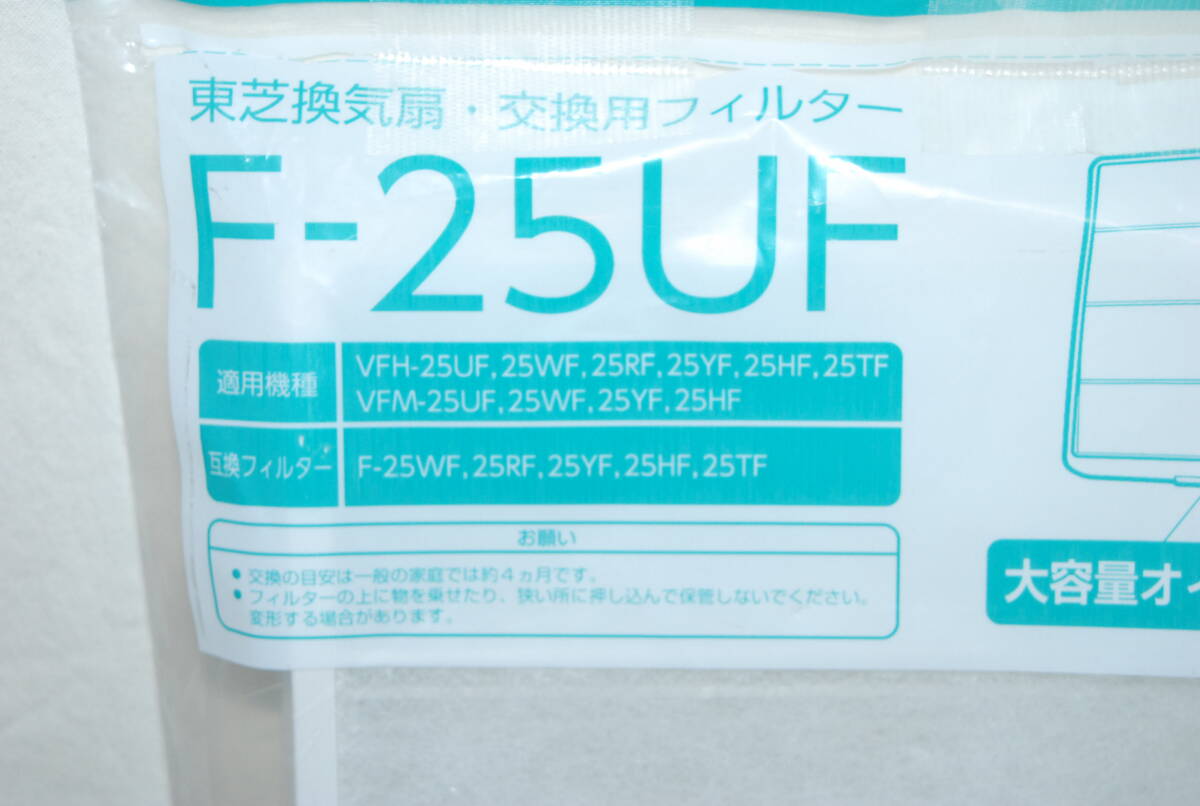 東芝換気扇・交換用フィルター
F-25UF
適用機種
VFH-25UF, 25WF, 25RF, 25YF, 25HF, 25TF
VFM-25UF, 25WF, 25YF, 25HF
互換フィルター
F-25WF, 25RF, 25YF, 25HF, 25TF
お願い
● 交換の目安は一般の家庭では約4ヵ月です。
● フィルターの上に物を乗せたり、狭い所に押し込んで保管しないでください。
変形する場合があります。
大容量オイ